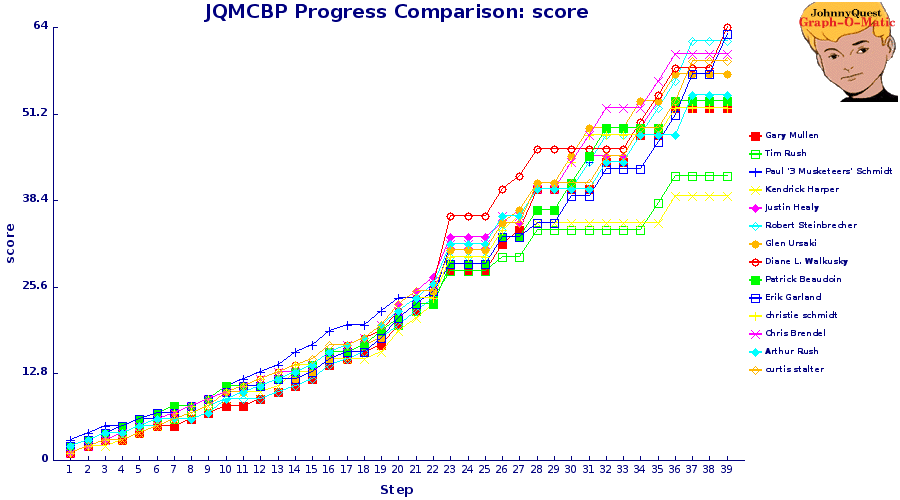 JQMCBP Progress Comparison: score
JohnnyQuest
Graph-O-Matic
64
51.2
38.4
25.6
12.8
0
score
1 2 3 4 5 6 7 8 9 10 11 12 13 14 15 16 17 18 19 20 21 22 23 24 25 26 27 28 29 30 31 32 33 34 35 36 37 38 39
Step
Gary Mullen
Tim Rush
Paul '3 Musketeers' Schmidt
Kendrick Harper
Justin Healy
Robert Steinbrecher
Glen Ursaki
Diane L. Walkusky
Patrick Beaudoin
Erik Garland
christie schmidt
Chris Brendel
Arthur Rush
curtis stalter